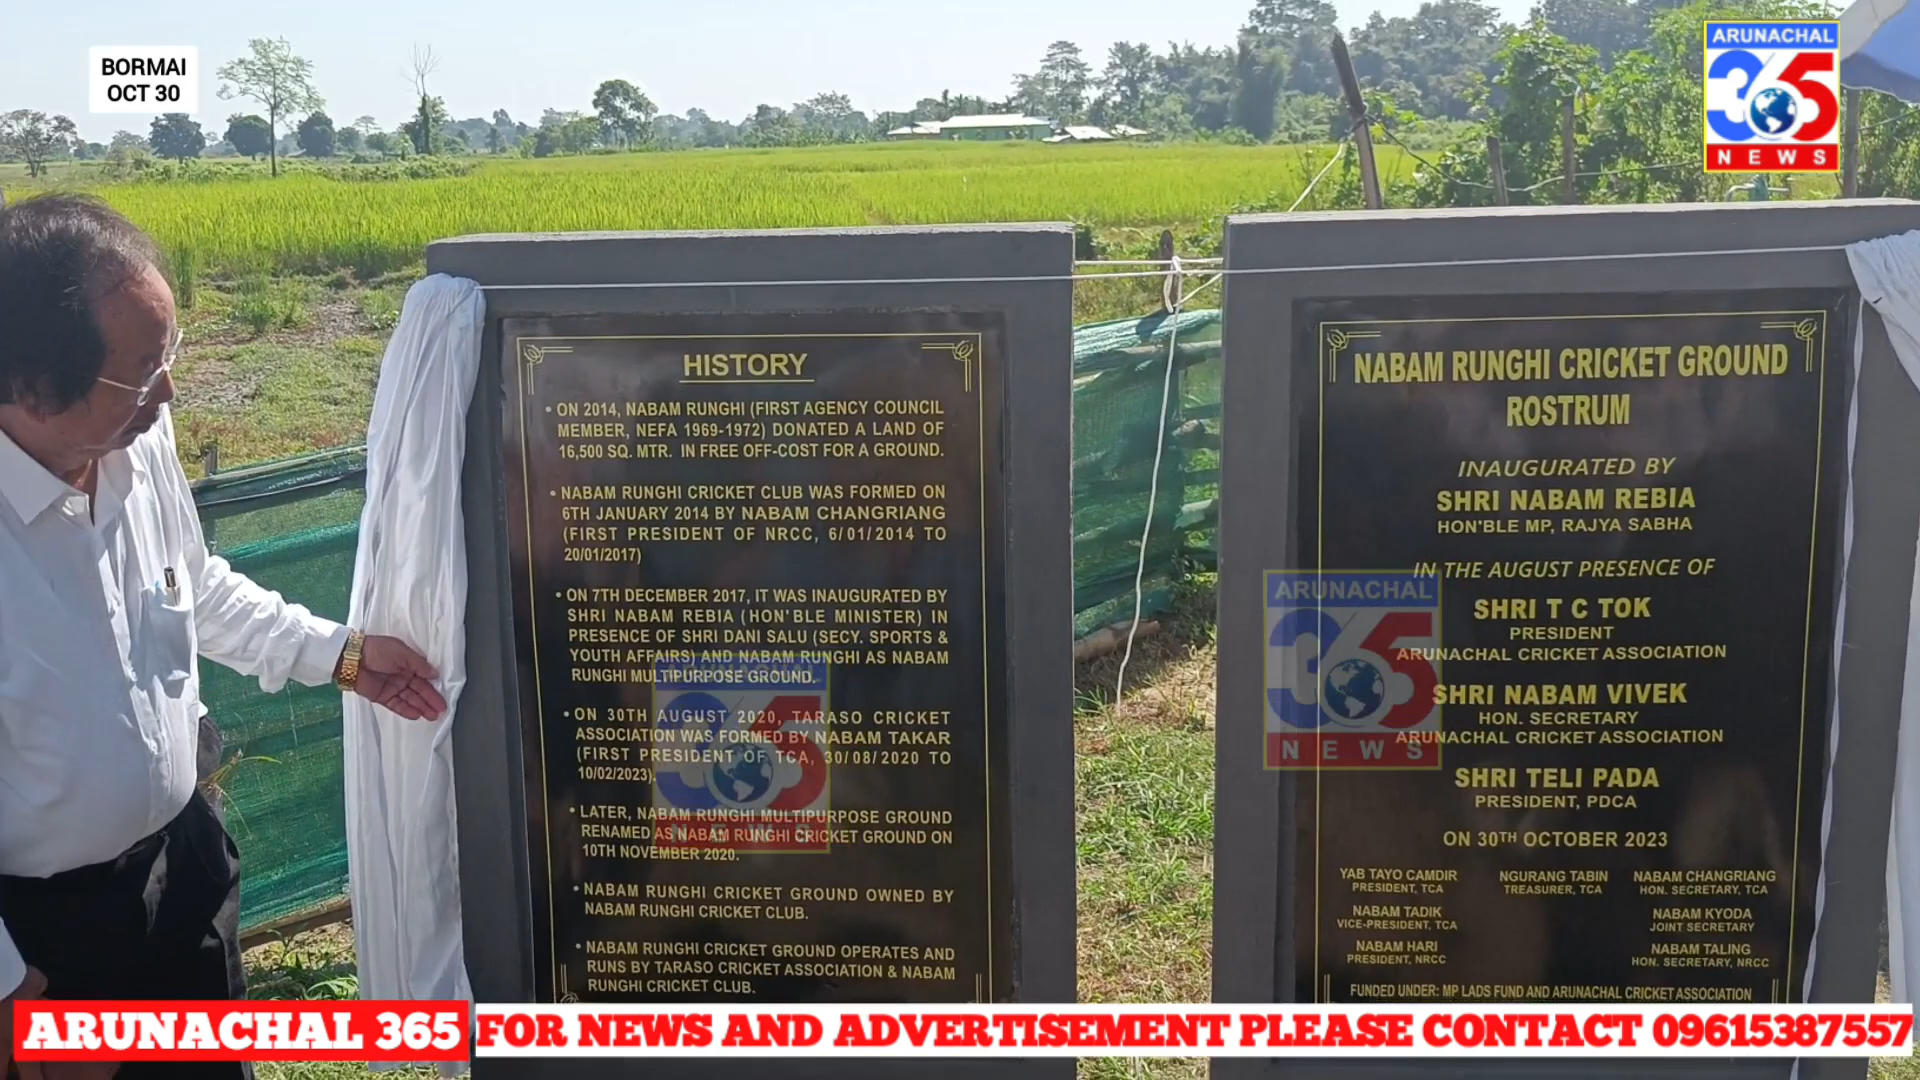 BORMAI
OCT 30
ARUNACHAL
365
NEWS
HISTORY
• ON 2014, NABAM RUNGHI (FIRST AGENCY COUNCIL
MEMBER, NEFA 1969-1972) DONATED A LAND OF
16,500 SQ. MTR. IN FREE OFF-COST FOR A GROUND.
• NABAM RUNGHI CRICKET CLUB WAS FORMED ON
6TH JANUARY 2014 BY NABAM CHANGRIANG
(FIRST PRESIDENT OF NRCC, 6/01/2014 TO
20/01/2017)
• ON 7TH DECEMBER 2017, IT WAS INAUGURATED BY
SHRI NABAM REBIA (HON'BLE MINISTER) IN
PRESENCE OF SHRI DANI SALU (SECY. SPORTS &
YOUTH AFFAIRS) AND NABAM RUNGHI AS NABAM
RUNGHI MULTIPURPOSE GROUND.
• ON 30TH AUGUST 2020, TARASO CRICKET
ASSOCIATION WAS FORMED BY NABAM TAKAR
(FIRST PRESIDENT OF TCA, 30/08/2020 TO
10/02/2023).
• LATER, NABAM RUNGHI MULTIPURPOSE GROUND
RENAMED AS NABAM RUNGHI CRICKET GROUND ON
10TH NOVEMBER 2020.
• NABAM RUNGHI CRICKET GROUND OWNED BY
NABAM RUNGHI CRICKET CLUB.
• NABAM RUNGHI CRICKET GROUND OPERATES AND
RUNS BY TARASO CRICKET ASSOCIATION & NABAM
RUNGHI CRICKET CLUB.
ARUNACHAL
365
NEWS
NABAM RUNGHI CRICKET GROUND
ROSTRUM
INAUGURATED BY
SHRI NABAM REBIA
HON'BLE MP, RAJYA SABHA
IN THE AUGUST PRESENCE OF
SHRI T C TOK
PRESIDENT
ARUNACHAL CRICKET ASSOCIATION
SHRI NABAM VIVEK
HON. SECRETARY
ARUNACHAL CRICKET ASSOCIATION
SHRI TELI PADA
PRESIDENT, PDCA
ON 30TH OCTOBER 2023
YAB TAYO CAMDIR NGURANG TABIN NABAM CHANGRIANG
PRESIDENT, TCA TREASURER, TCA HON. SECRETARY, TCA
NABAM TADIK NABAM KYODA
VICE-PRESIDENT, TCA JOINT SECRETARY
NABAM HARI NABAM TALING
PRESIDENT, NRCC HON. SECRETARY, NRCC
FUNDED UNDER: MP LADS FUND AND ARUNACHAL CRICKET ASSOCIATION
ARUNACHAL
365
NEWS
ARUNACHAL 365 FOR NEWS AND ADVERTISEMENT PLEASE CONTACT 09615387557